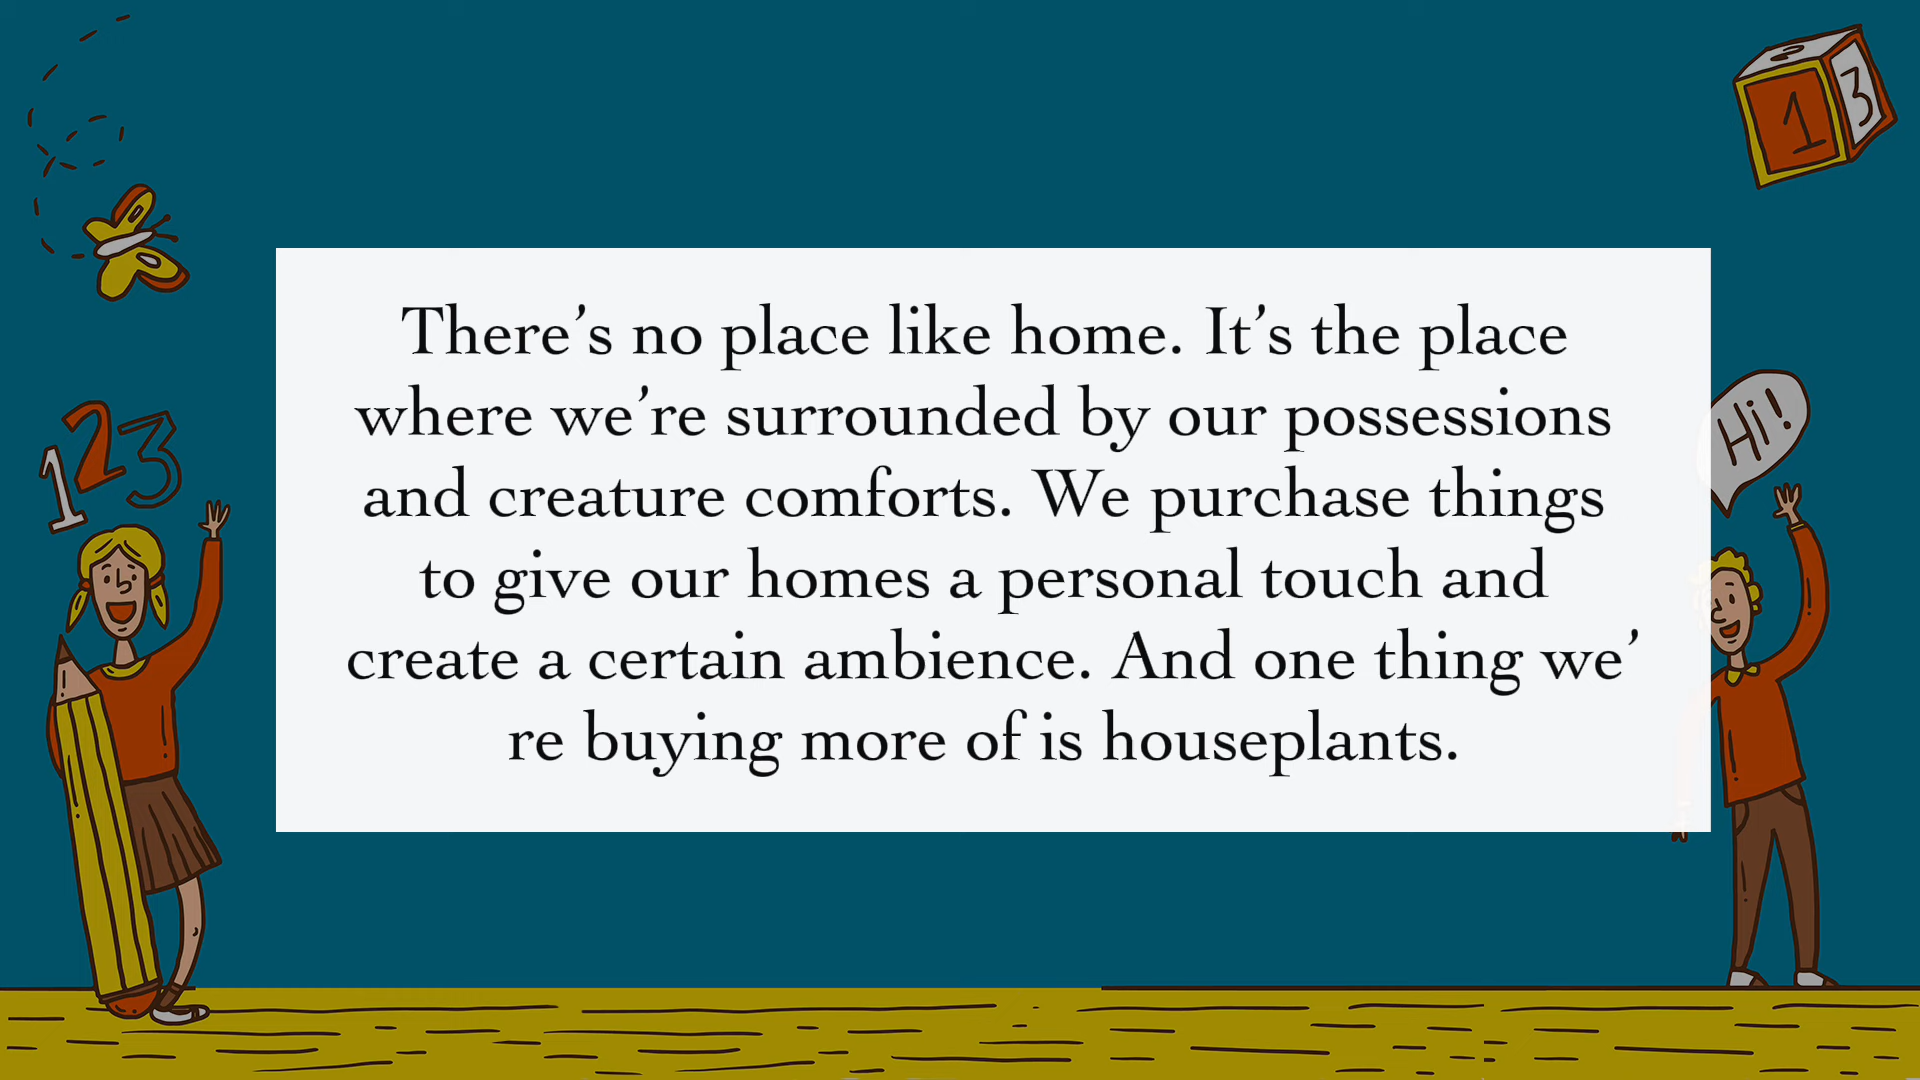 1 3
Hi!
123
There’s no place like home. It’s the place
where we’re surrounded by our possessions
and creature comforts. We purchase things
to give our homes a personal touch and
create a certain ambience. And one thing we’
re buying more of is houseplants.